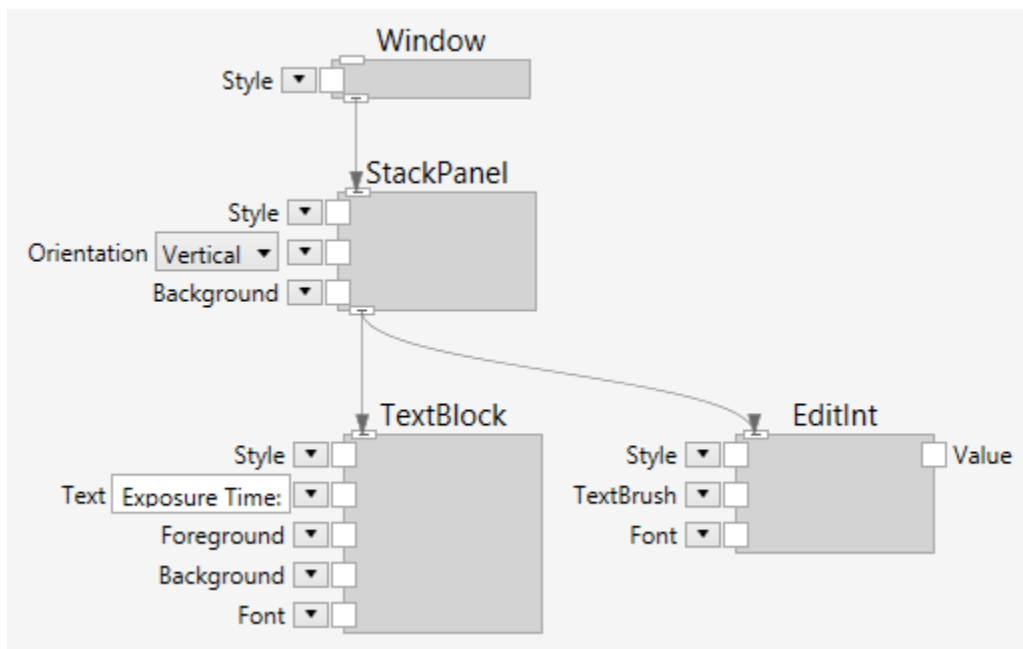 Window
Style
StackPanel
Style
Orientation Vertical
Background
TextBlock
EditInt
Style
Style
Value
Text Exposure Time:
TextBrush
Foreground
Font
Background
Font